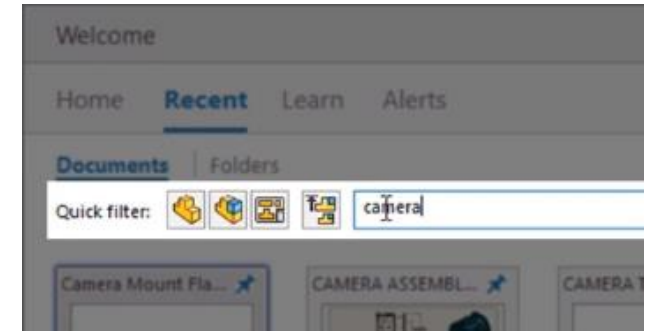 Welcome
Home Recent Learn Alerts
Documents Folders
Quick filter: camera
Camera Mount Fla... CAMERA ASSEMBL... CAMERA T